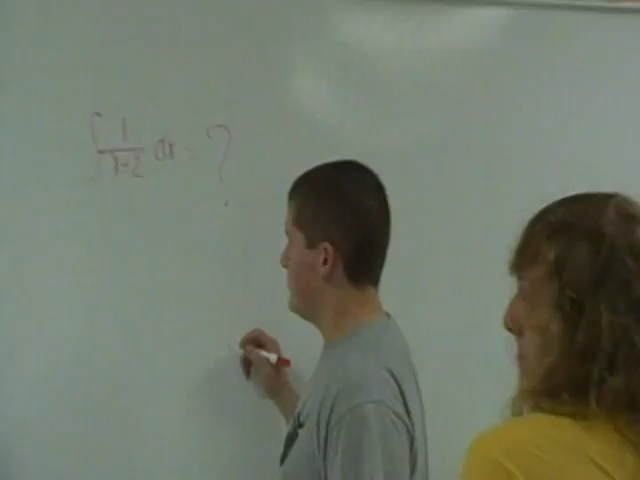 ∫ 1/(x-2) dx = ?